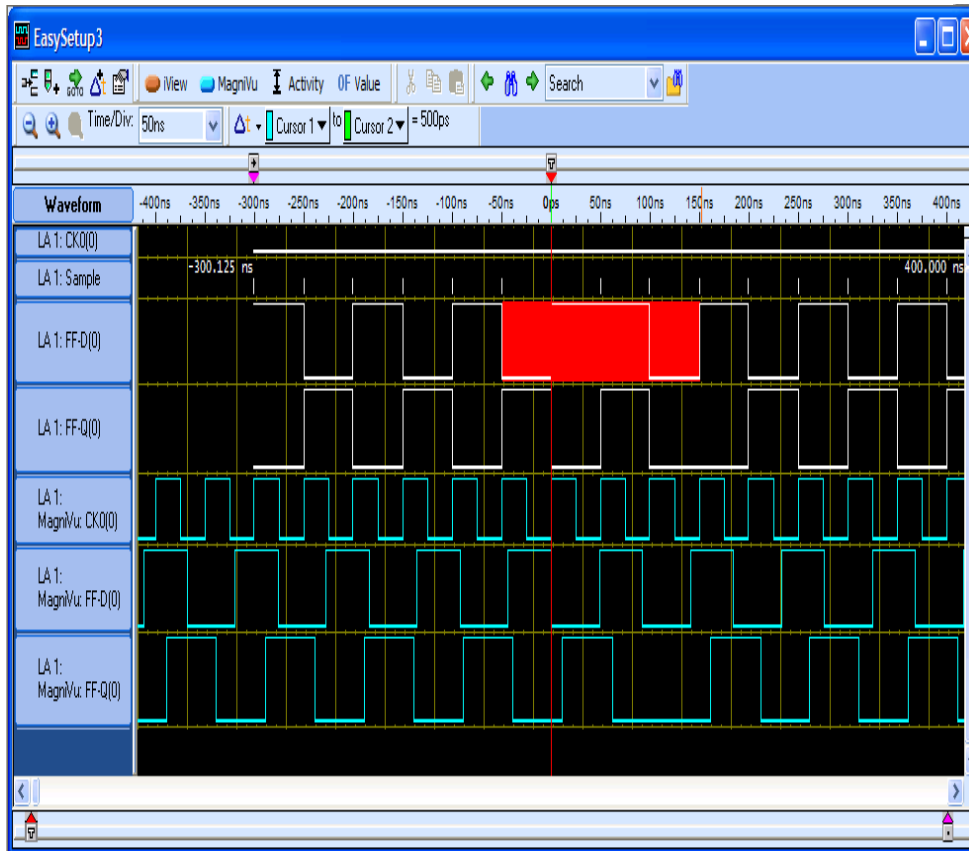 EasySetup3
GOTO iView MagniVu Activity 0F Value Search
Time/Div: 50ns Δt Cursor 1 to Cursor 2 = 500ps
T
Waveform -400ns -350ns -300ns -250ns -200ns -150ns -100ns -50ns 0ps 50ns 100ns 150ns 200ns 250ns 300ns 350ns 400ns
LA 1: CK0(0)
LA 1: Sample -300.125 ns 400.000 ns
LA 1: FF-D(0)
LA 1: FF-Q(0)
LA 1:
MagniVu: CK0(0)
LA 1:
MagniVu: FF-D(0)
LA 1:
MagniVu: FF-Q(0)
T